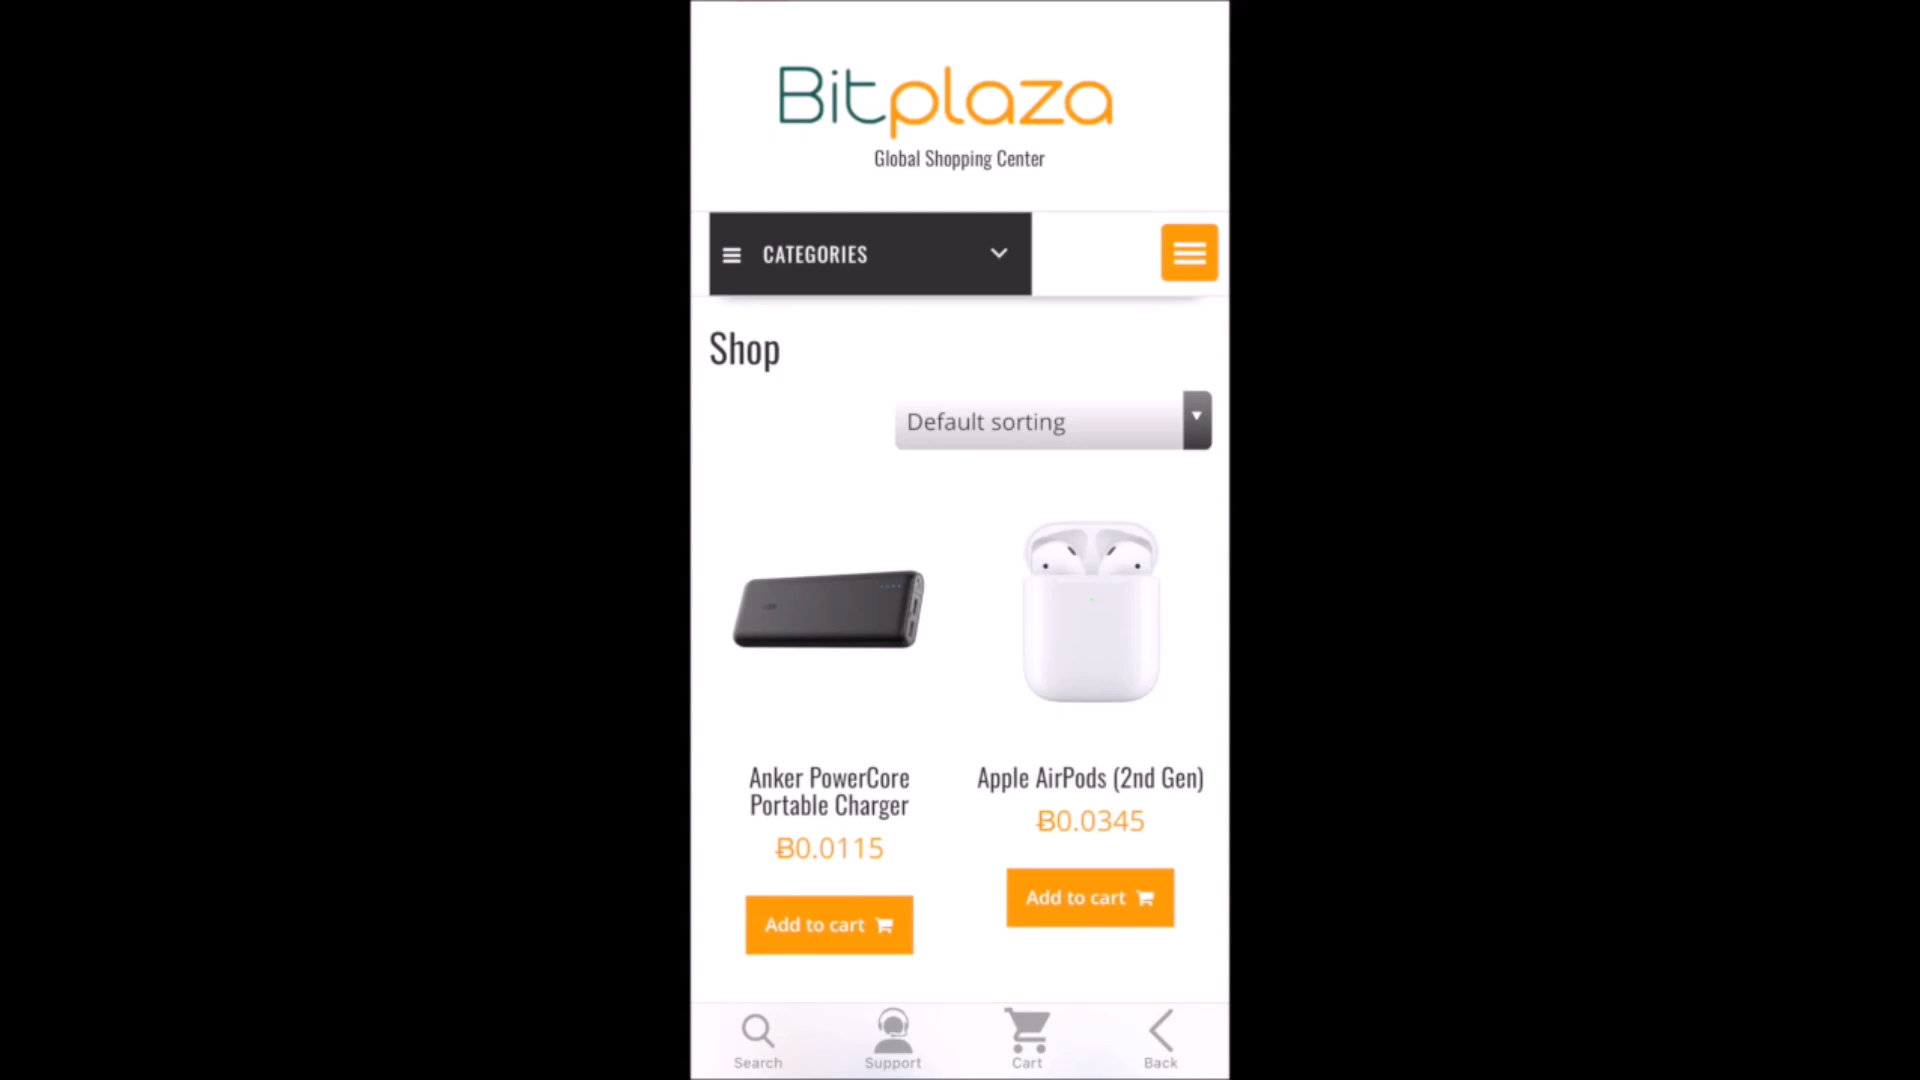 Bitplaza
Global Shopping Center
CATEGORIES
Shop
Default sorting
Anker PowerCore
Portable Charger
Ƀ0.0115
Add to cart
Apple AirPods (2nd Gen)
Ƀ0.0345
Add to cart
Search
Support
Cart
Back